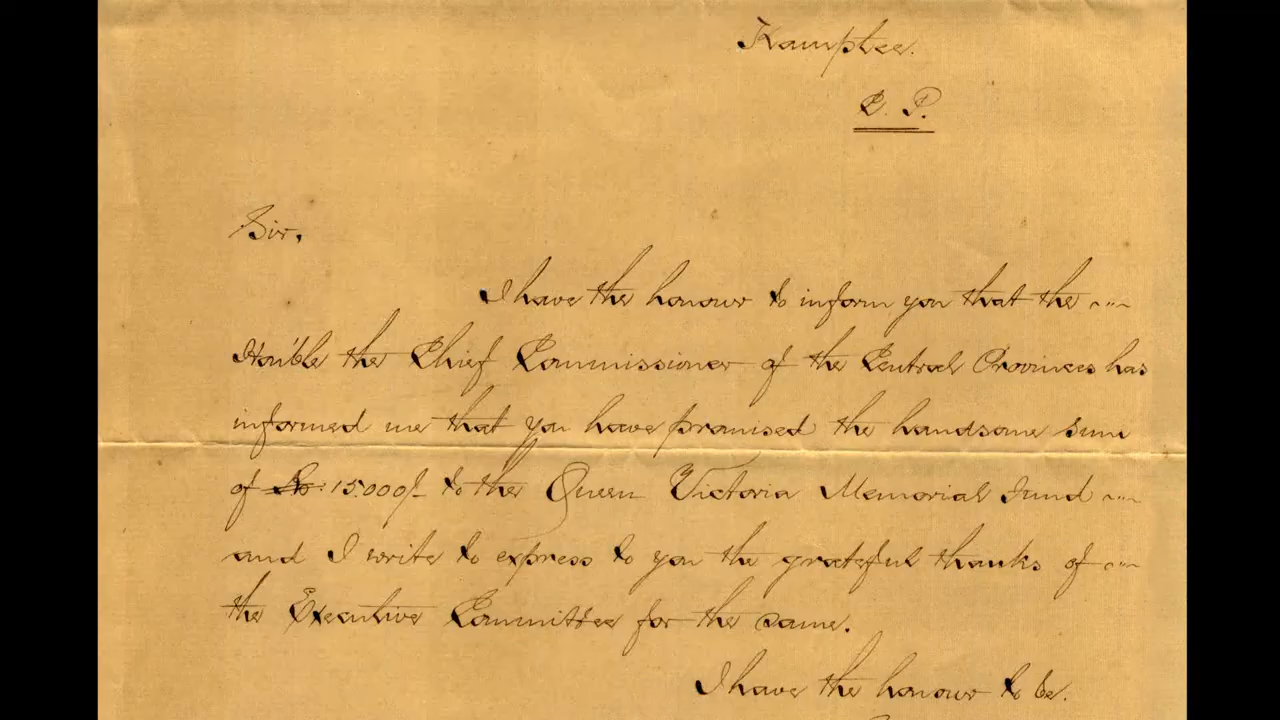 Kamptee.
C. P.
Sir,
I have the honour to inform you that the
Hon'ble the Chief Commissioner of the Central Provinces has
informed me that you have promised the handsome sum
of Rs: 15000/- to the Queen Victoria Memorial Fund
and I write to express to you the grateful thanks of
the Executive Committee for the same.
I have the honour to be.